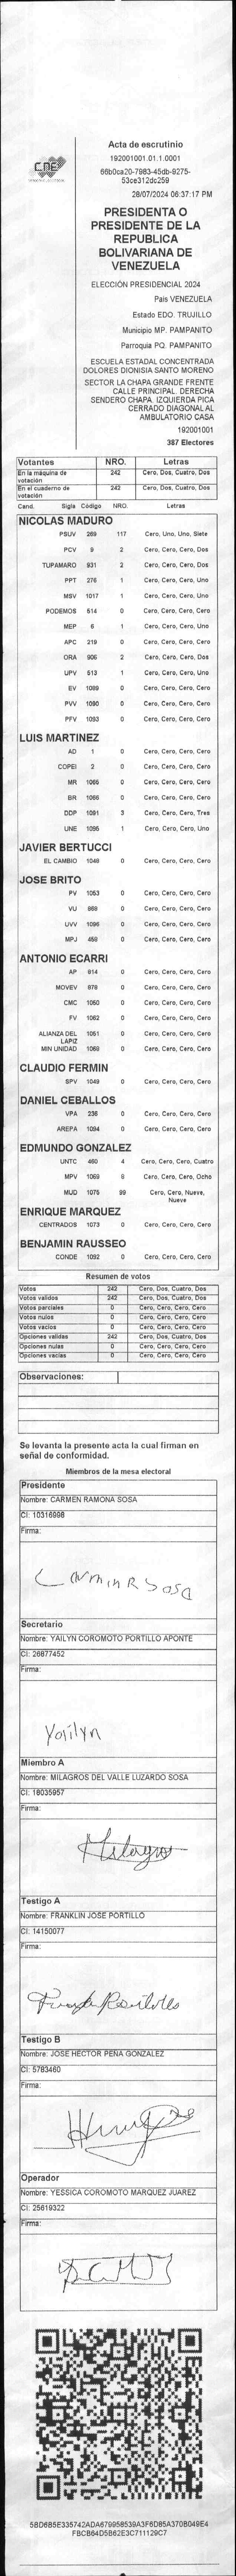 CNE
Acta de escrutinio
192001001.01.1.0001
66b0ca20-7983-45db-9275-
53ce312dc259
28/07/2024 06:37:17 PM
PRESIDENTA O
PRESIDENTE DE LA
REPUBLICA
BOLIVARIANA DE
VENEZUELA
ELECCIÓN PRESIDENCIAL 2024
País VENEZUELA
Estado EDO. TRUJILLO
Municipio MP. PAMPANITO
Parroquia PQ. PAMPANITO
ESCUELA ESTADAL CONCENTRADA
DOLORES DIONISIA SANTO MORENO
SECTOR LA CHAPA GRANDE FRENTE
CALLE PRINCIPAL. DERECHA
SENDERO CHAPA. IZQUIERDA PICA
CERRADO DIAGONAL AL
AMBULATORIO CASA
192001001
387 Electores
Votantes NRO. Letras
En la máquina de votación 242 Cero, Dos, Cuatro, Dos
En el cuaderno de votación 242 Cero, Dos, Cuatro, Dos
Cand. Sigla Código NRO. Letras
NICOLAS MADURO
PSUV 269 117 Cero, Uno, Uno, Siete
PCV 9 2 Cero, Cero, Cero, Dos
TUPAMARO 931 2 Cero, Cero, Cero, Dos
PPT 276 1 Cero, Cero, Cero, Uno
MSV 1017 1 Cero, Cero, Cero, Uno
PODEMOS 514 0 Cero, Cero, Cero, Cero
MEP 6 1 Cero, Cero, Cero, Uno
APC 219 0 Cero, Cero, Cero, Cero
ORA 906 2 Cero, Cero, Cero, Dos
UPV 513 1 Cero, Cero, Cero, Uno
EV 1089 0 Cero, Cero, Cero, Cero
PVV 1090 0 Cero, Cero, Cero, Cero
PFV 1093 0 Cero, Cero, Cero, Cero
LUIS MARTINEZ
AD 1 0 Cero, Cero, Cero, Cero
COPEI 2 0 Cero, Cero, Cero, Cero
MR 1065 0 Cero, Cero, Cero, Cero
BR 1066 0 Cero, Cero, Cero, Cero
DDP 1091 3 Cero, Cero, Cero, Tres
UNE 1095 1 Cero, Cero, Cero, Uno
JAVIER BERTUCCI
EL CAMBIO 1048 0 Cero, Cero, Cero, Cero
JOSE BRITO
PV 1053 0 Cero, Cero, Cero, Cero
VU 868 0 Cero, Cero, Cero, Cero
UVV 1096 0 Cero, Cero, Cero, Cero
MPJ 458 0 Cero, Cero, Cero, Cero
ANTONIO ECARRI
AP 814 0 Cero, Cero, Cero, Cero
MOVEV 878 0 Cero, Cero, Cero, Cero
CMC 1050 0 Cero, Cero, Cero, Cero
FV 1062 0 Cero, Cero, Cero, Cero
ALIANZA DEL LAPIZ 1051 0 Cero, Cero, Cero, Cero
MIN UNIDAD 1068 0 Cero, Cero, Cero, Cero
CLAUDIO FERMIN
SPV 1049 0 Cero, Cero, Cero, Cero
DANIEL CEBALLOS
VPA 236 0 Cero, Cero, Cero, Cero
AREPA 1094 0 Cero, Cero, Cero, Cero
EDMUNDO GONZALEZ
UNTC 460 4 Cero, Cero, Cero, Cuatro
MPV 1069 8 Cero, Cero, Cero, Ocho
MUD 1075 99 Cero, Cero, Nueve,
Nueve
ENRIQUE MARQUEZ
CENTRADOS 1073 0 Cero, Cero, Cero, Cero
BENJAMIN RAUSSEO
CONDE 1092 0 Cero, Cero, Cero, Cero
Resumen de votos
Votos 242 Cero, Dos, Cuatro, Dos
Votos validos 242 Cero, Dos, Cuatro, Dos
Votos parciales 0 Cero, Cero, Cero, Cero
Votos nulos 0 Cero, Cero, Cero, Cero
Votos vacios 0 Cero, Cero, Cero, Cero
Opciones validas 242 Cero, Dos, Cuatro, Dos
Opciones nulas 0 Cero, Cero, Cero, Cero
Opciones vacias 0 Cero, Cero, Cero, Cero
Observaciones:
Se levanta la presente acta la cual firman en
señal de conformidad.
Miembros de la mesa electoral
Presidente
Nombre: CARMEN RAMONA SOSA
CI: 10316998
Firma:
Carmin R Sosa
Secretario
Nombre: YAILYN COROMOTO PORTILLO APONTE
CI: 26877452
Firma:
Yailyn
Miembro A
Nombre: MILAGROS DEL VALLE LUZARDO SOSA
CI: 18035957
Firma:
Milagros
Testigo A
Nombre: FRANKLIN JOSE PORTILLO
CI: 14150077
Firma:
Testigo B
Nombre: JOSE HECTOR PEÑA GONZALEZ
CI: 5783460
Firma:
Operador
Nombre: YESSICA COROMOTO MARQUEZ JUAREZ
CI: 25619322
Firma:
5BD6B5E335742ADA679958539A3F6D85A370B049E4
FBCB64D5B62E3C711129C7